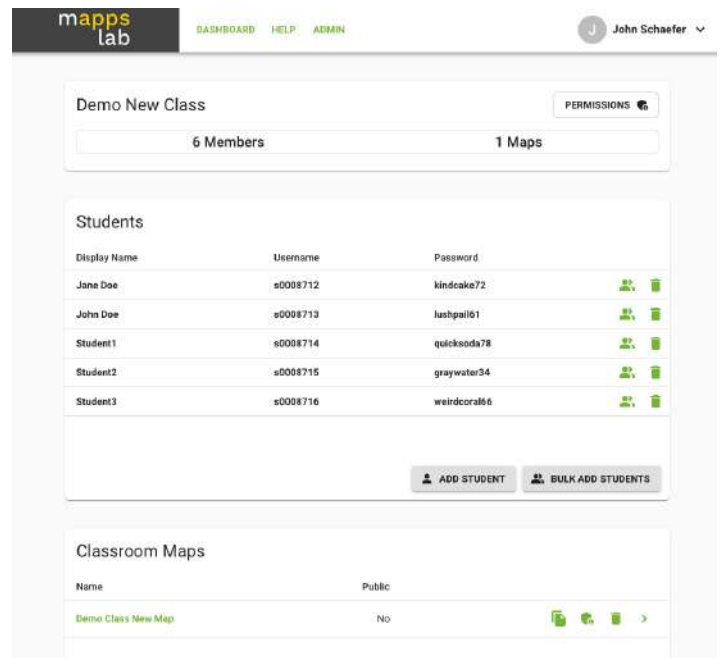 mapps
lab
DASHBOARD HELP ADMIN
J John Schaefer
Demo New Class
PERMISSIONS
6 Members 1 Maps
Students
Display Name Username Password
Jane Doe s0008712 kindcake72
John Doe s0008713 lushpail61
Student1 s0008714 quicksoda78
Student2 s0008715 graywater34
Student3 s0008716 weirdcoral66
ADD STUDENT BULK ADD STUDENTS
Classroom Maps
Name Public
Demo Class New Map No